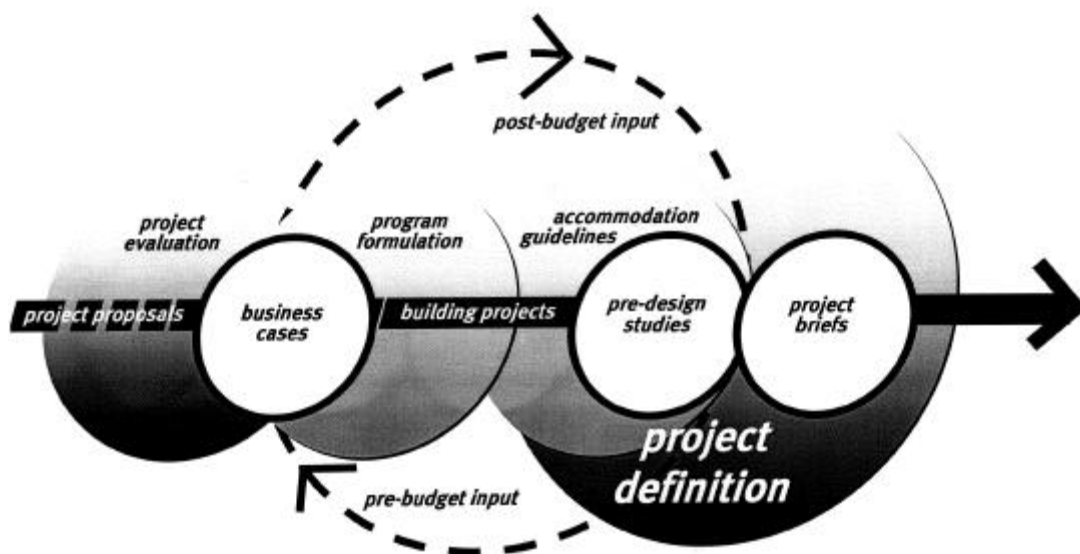 post-budget input
project
evaluation
program
formulation
accommodation
guidelines
project proposals
business
cases
building projects
pre-design
studies
project
briefs
project
definition
pre-budget input